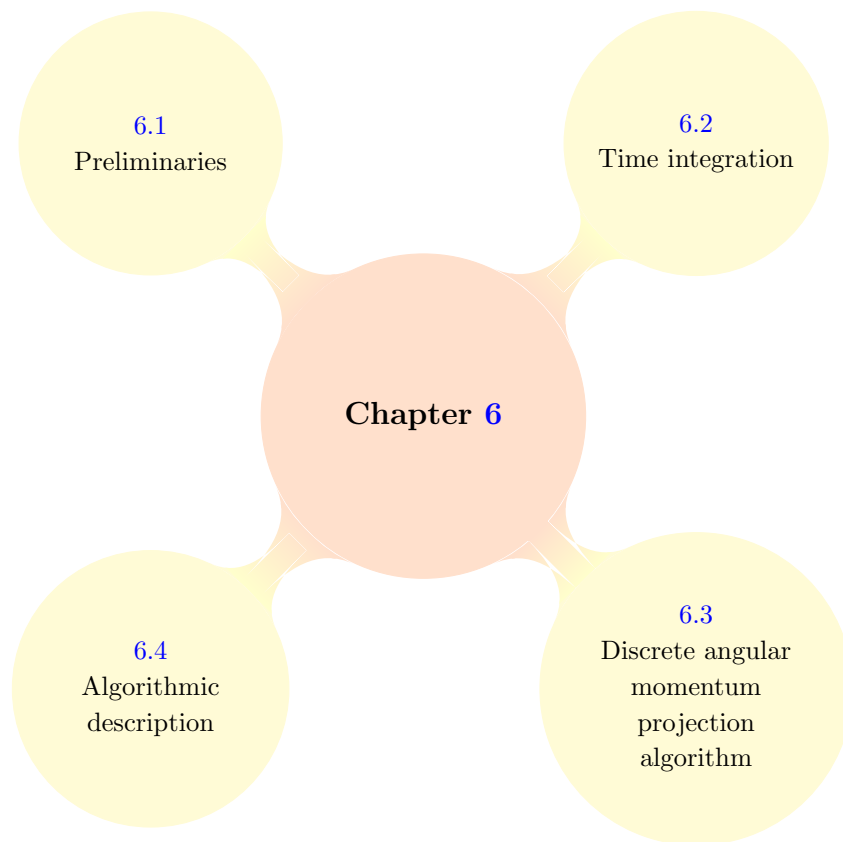 6.1
Preliminaries
6.2
Time integration
Chapter 6
6.3
Discrete angular
momentum
projection
algorithm
6.4
Algorithmic
description